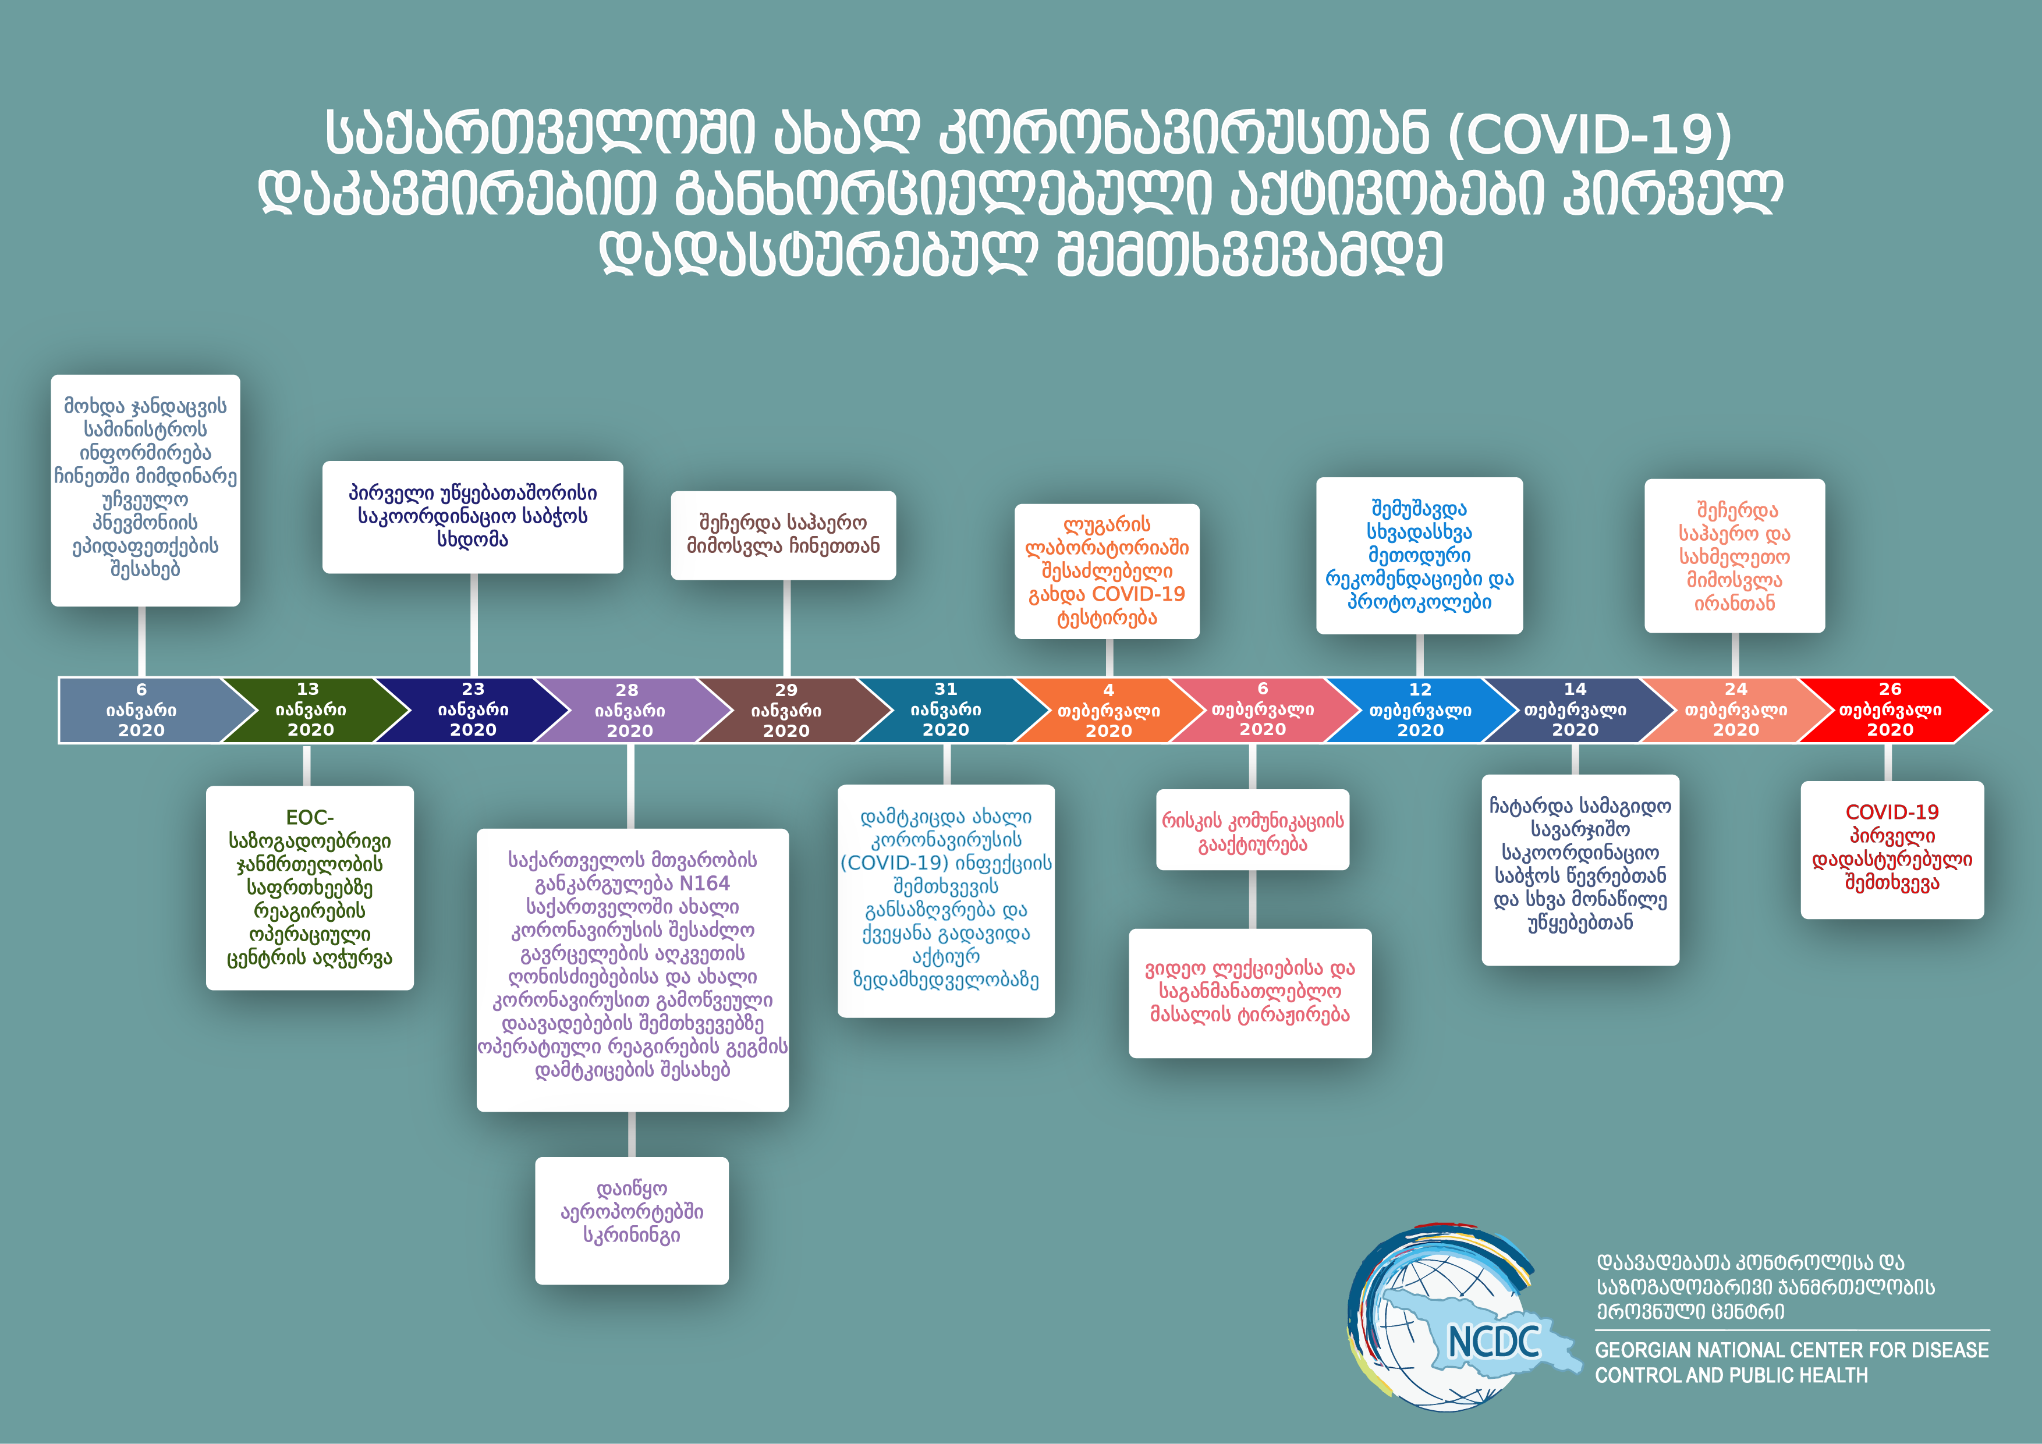 საქართველოში ახალ კორონავირუსთან (COVID-19)
დაკავშირებით განხორციელებული აქტივობები პირველ
დადასტურებულ შემთხვევამდე
მოხდა ჯანდაცვის
სამინისტროს
ინფორმირება
ჩინეთში მიმდინარე
უჩვეულო
პნევმონიის
ეპიდაფეთქების
შესახებ
პირველი უწყებათაშორისი
საკოორდინაციო საბჭოს
სხდომა
შეჩერდა საჰაერო
მიმოსვლა ჩინეთთან
ლუგარის
ლაბორატორიაში
შესაძლებელი
გახდა COVID-19
ტესტირება
შემუშავდა
სხვადასხვა
მეთოდური
რეკომენდაციები და
პროტოკოლები
შეჩერდა
საჰაერო და
სახმელეთო
მიმოსვლა
ირანთან
6
იანვარი
2020
13
იანვარი
2020
23
იანვარი
2020
28
იანვარი
2020
29
იანვარი
2020
31
იანვარი
2020
4
თებერვალი
2020
6
თებერვალი
2020
12
თებერვალი
2020
14
თებერვალი
2020
24
თებერვალი
2020
26
თებერვალი
2020
EOC-
საზოგადოებრივი
ჯანმრთელობის
საფრთხეებზე
რეაგირების
ოპერაციული
ცენტრის აღჭურვა
საქართველოს მთვარობის
განკარგულება N164
საქართველოში ახალი
კორონავირუსის შესაძლო
გავრცელების აღკვეთის
ღონისძიებებისა და ახალი
კორონავირუსით გამოწვეული
დაავადებების შემთხვევებზე
ოპერატიული რეაგირების გეგმის
დამტკიცების შესახებ
დაიწყო
აეროპორტებში
სკრინინგი
დამტკიცდა ახალი
კორონავირუსის
(COVID-19) ინფექციის
შემთხვევის
განსაზღვრება და
ქვეყანა გადავიდა
აქტიურ
ზედამხედველობაზე
რისკის კომუნიკაციის
გააქტიურება
ვიდეო ლექციებისა და
საგანმანათლებლო
მასალის ტირაჟირება
ჩატარდა სამაგიდო
სავარჯიშო
საკოორდინაციო
საბჭოს წევრებთან
და სხვა მონაწილე
უწყებებთან
COVID-19
პირველი
დადასტურებული
შემთხვევა
NCDC
დაავადებათა კონტროლისა და
საზოგადოებრივი ჯანმრთელობის
ეროვნული ცენტრი
GEORGIAN NATIONAL CENTER FOR DISEASE
CONTROL AND PUBLIC HEALTH